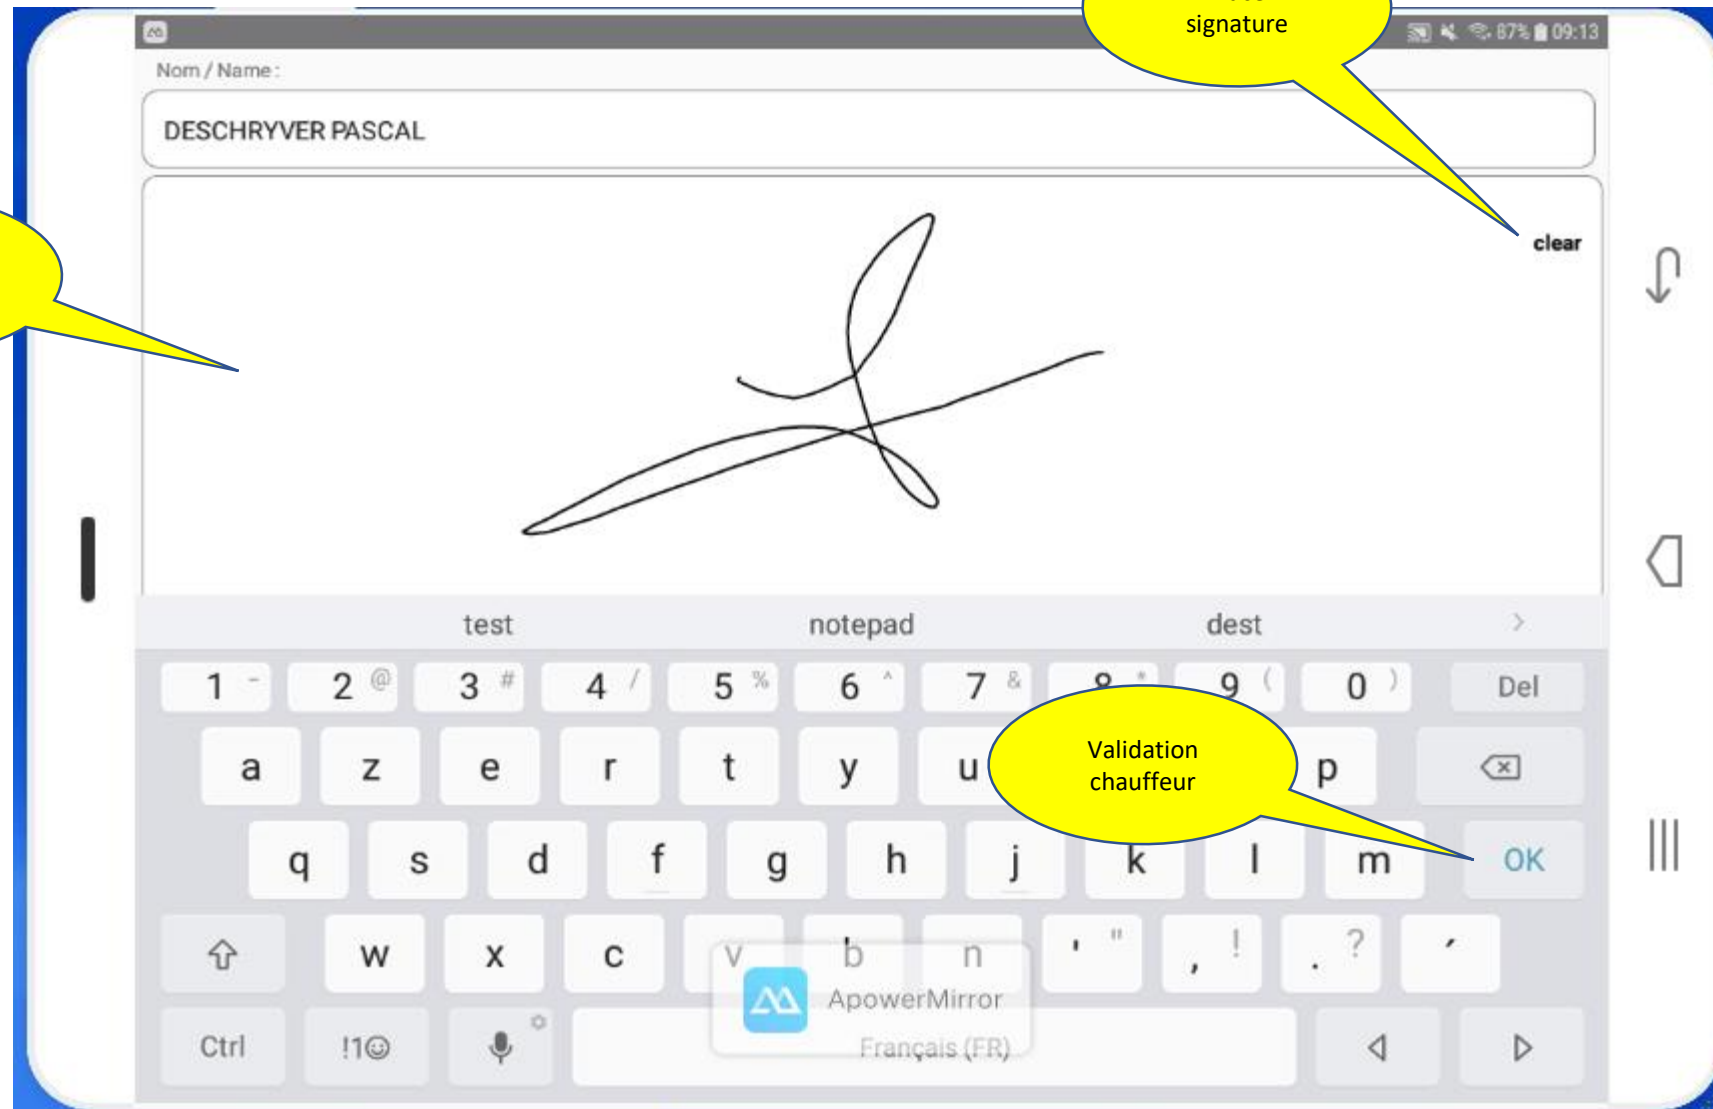 signature
87% 09:13
Nom / Name :
DESCHRYVER PASCAL
clear
test notepad dest
1 - 2 @ 3 # 4 / 5 % 6 ^ 7 & 8 * 9 ( 0 ) Del
a z e r t y u p
Validation
chauffeur
q s d f g h j k l m OK
w x c v b n ' " , ! . ? ´
ApowerMirror
Ctrl !1☺ Français (FR)